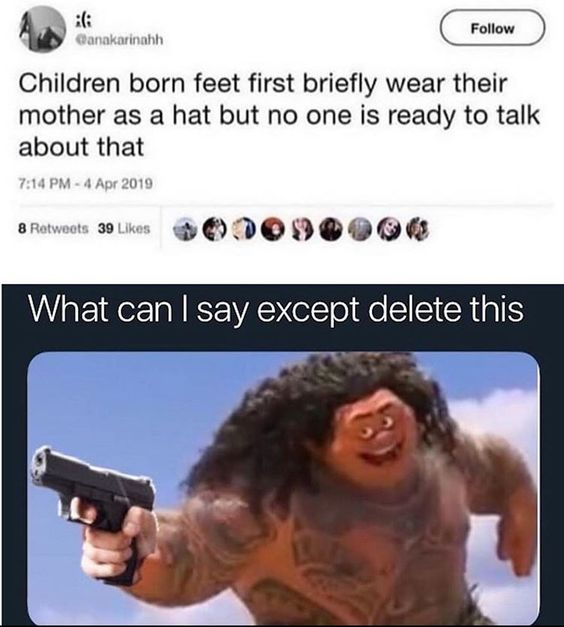 :(:
@anakarinahh
Follow
Children born feet first briefly wear their
mother as a hat but no one is ready to talk
about that
7:14 PM - 4 Apr 2019
8 Retweets 39 Likes
What can I say except delete this